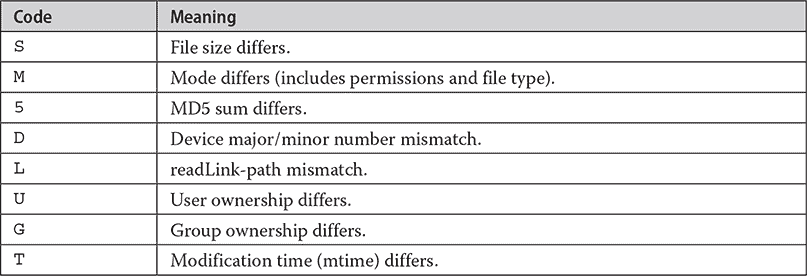 Code Meaning
S File size differs.
M Mode differs (includes permissions and file type).
5 MD5 sum differs.
D Device major/minor number mismatch.
L readLink-path mismatch.
U User ownership differs.
G Group ownership differs.
T Modification time (mtime) differs.